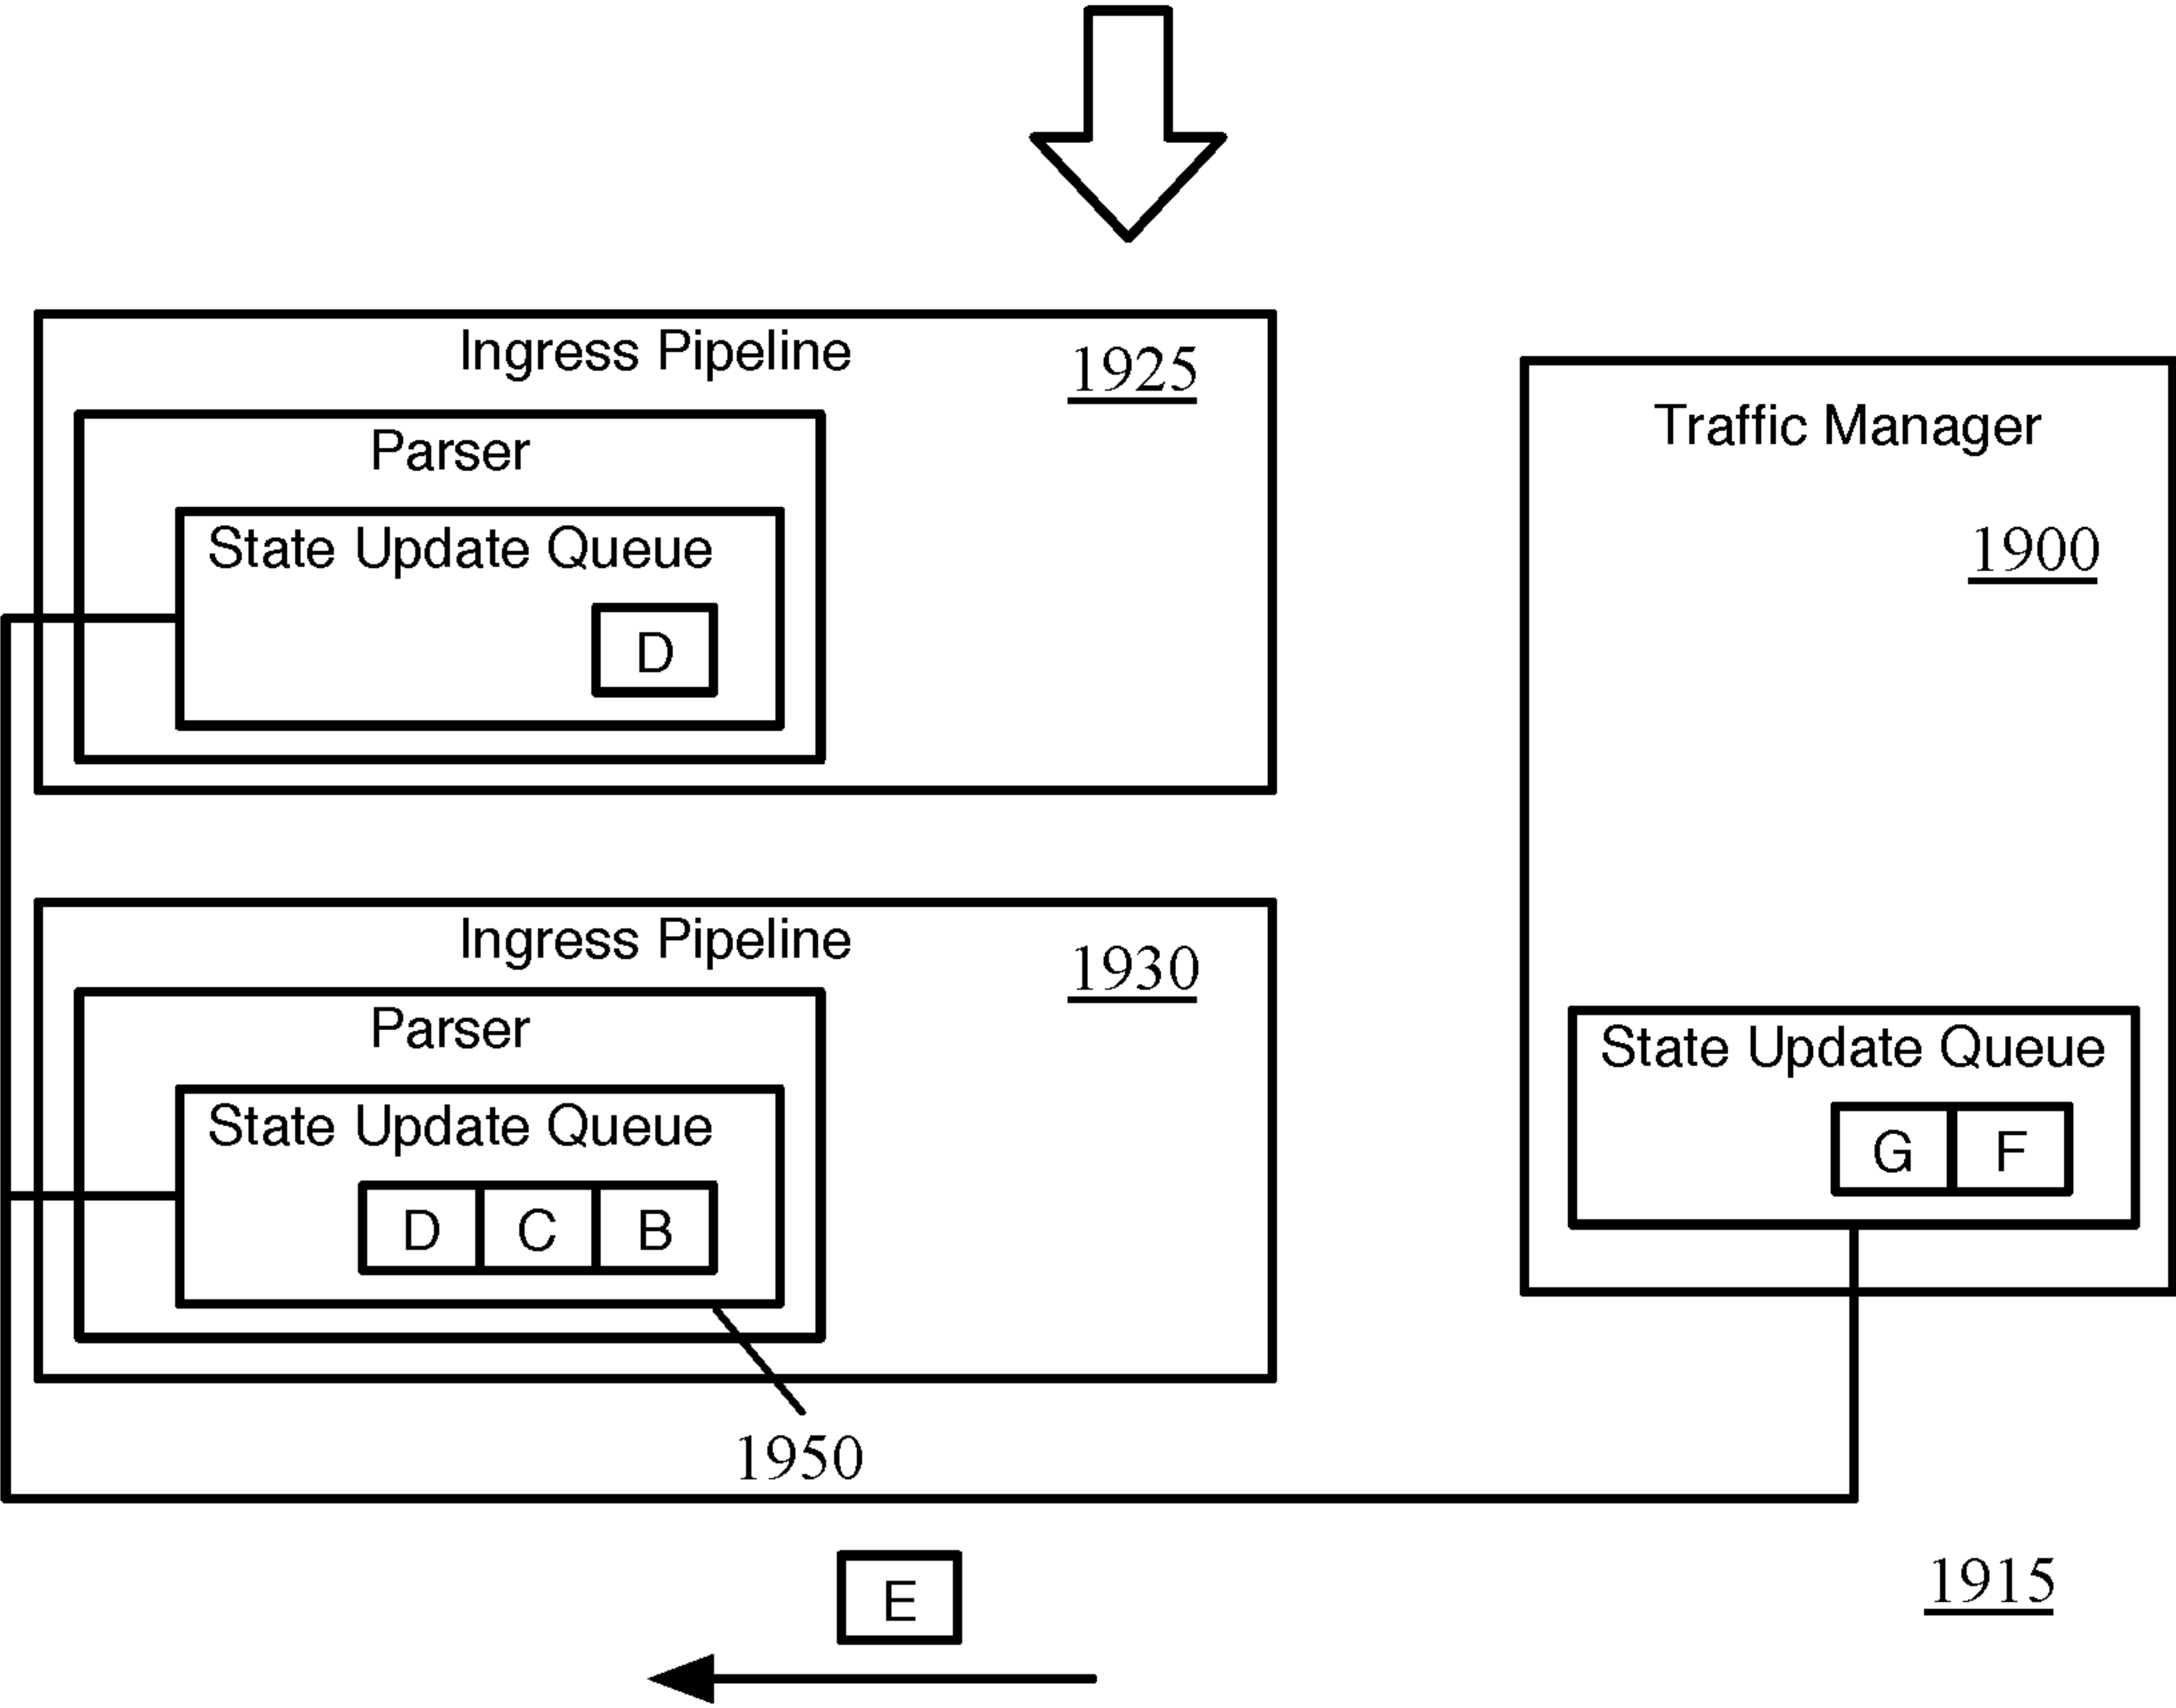 Ingress Pipeline
1925
Parser
State Update Queue
D
Traffic Manager
1900
Ingress Pipeline
1930
Parser
State Update Queue
D C B
1950
State Update Queue
G F
E
1915